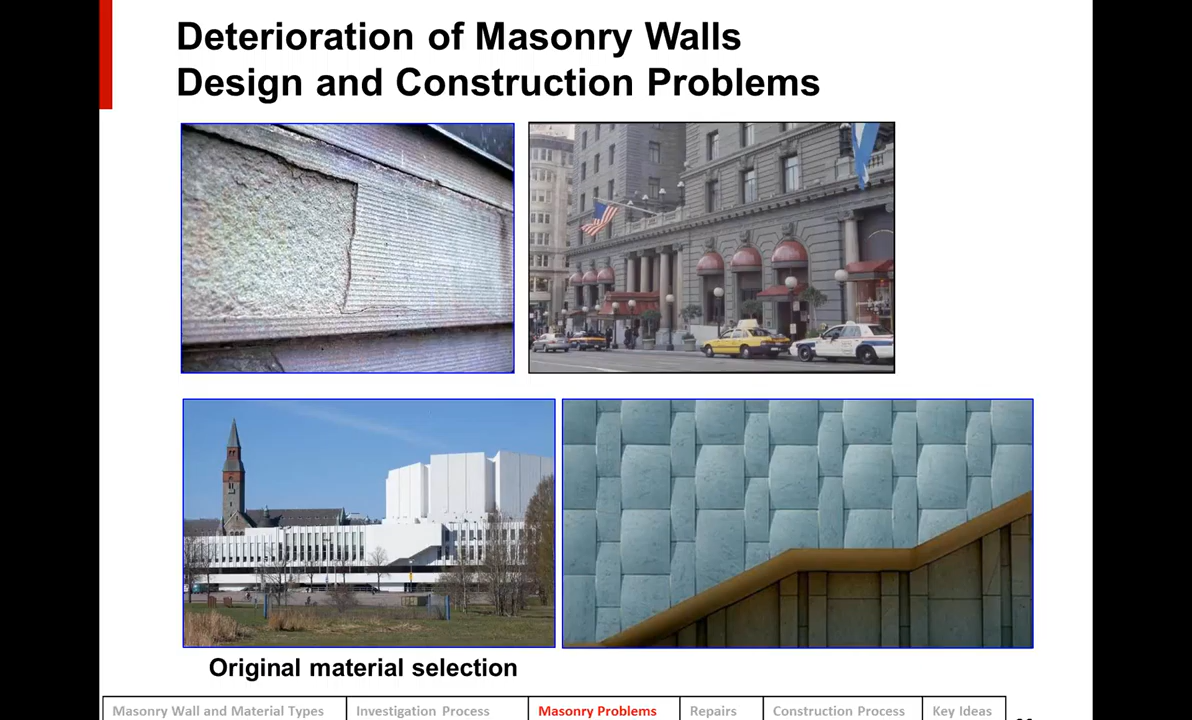 Deterioration of Masonry Walls
Design and Construction Problems
Original material selection
Masonry Wall and Material Types
Investigation Process
Masonry Problems
Repairs
Construction Process
Key Ideas